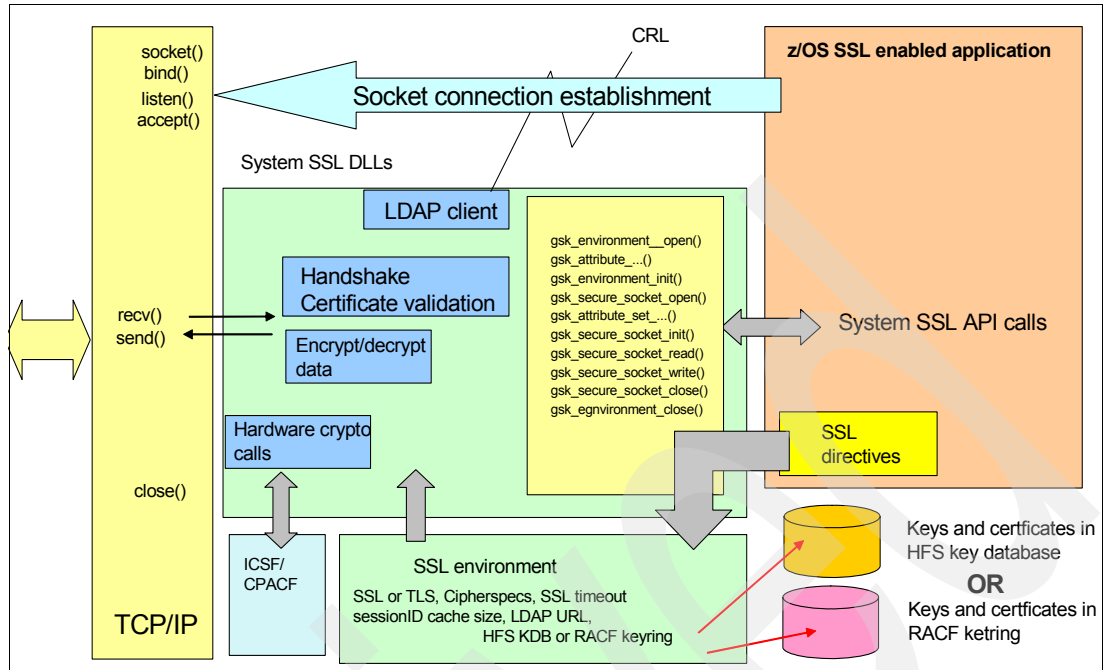 socket()
bind()
listen()
accept()
CRL
z/OS SSL enabled application
Socket connection establishment
System SSL DLLs
LDAP client
gsk_environment__open()
gsk_attribute_...()
gsk_environment_init()
gsk_secure_socket_open()
gsk_attribute_set_...()
gsk_secure_socket_init()
gsk_secure_socket_read()
gsk_secure_socket_write()
gsk_secure_socket_close()
gsk_egnvironment_close()
Handshake
Certificate validation
recv()
send()
Encrypt/decrypt
data
System SSL API calls
Hardware crypto
calls
SSL
directives
close()
ICSF/
CPACF
SSL environment
SSL or TLS, Cipherspecs, SSL timeout
sessionID cache size, LDAP URL,
HFS KDB or RACF keyring
Keys and certficates in
HFS key database
OR
Keys and certficates in
RACF ketring
TCP/IP